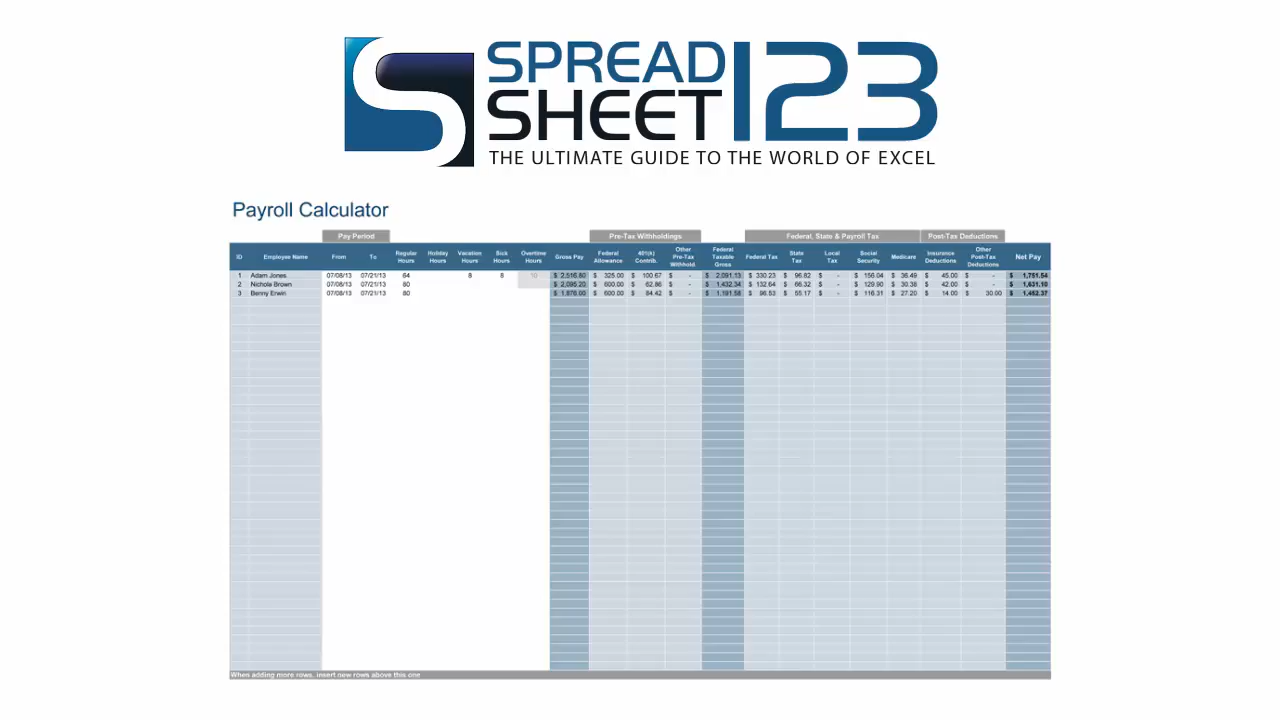 SPREAD
SHEET
123
THE ULTIMATE GUIDE TO THE WORLD OF EXCEL
Payroll Calculator
Pay Period Pre-Tax Withholdings Federal, State & Payroll Tax Post-Tax Deductions
ID Employee Name From To Regular Hours Holiday Hours Vacation Hours Sick Hours Overtime Hours Gross Pay Federal Allowance 401(k) Contrib. Other Pre-Tax Withhold. Federal Taxable Gross Federal Tax State Tax Local Tax Social Security Medicare Insurance Deductions Other Post-Tax Deductions Net Pay
1 Adam Jones 07/08/13 07/21/13 64 8 8 10 $ 2,516.80 $ 325.00 $ 100.67 $ - $ 2,091.13 $ 330.23 $ 96.82 $ - $ 156.04 $ 36.49 $ 45.00 $ - $ 1,751.54
2 Nichole Brown 07/08/13 07/21/13 80 $ 2,095.20 $ 600.00 $ 62.86 $ - $ 1,432.34 $ 132.64 $ 66.32 $ - $ 129.90 $ 30.38 $ 42.00 $ - $ 1,631.10
3 Benny Erwin 07/08/13 07/21/13 80 $ 1,876.00 $ 600.00 $ 84.42 $ - $ 1,191.58 $ 96.53 $ 55.17 $ - $ 116.31 $ 27.20 $ 14.00 $ 30.00 $ 1,452.37
When adding more rows, insert new rows above this one